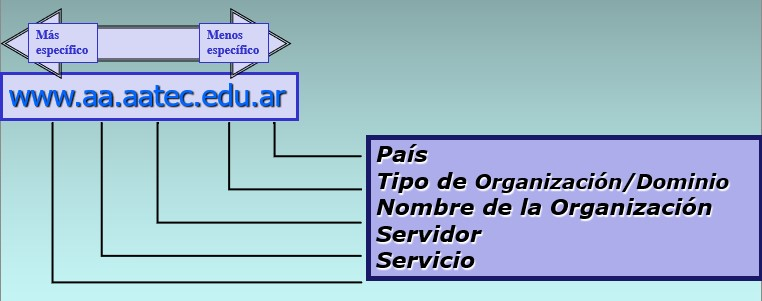 Más
específico
Menos
específico
www.aa.aatec.edu.ar
País
Tipo de Organización/Dominio
Nombre de la Organización
Servidor
Servicio